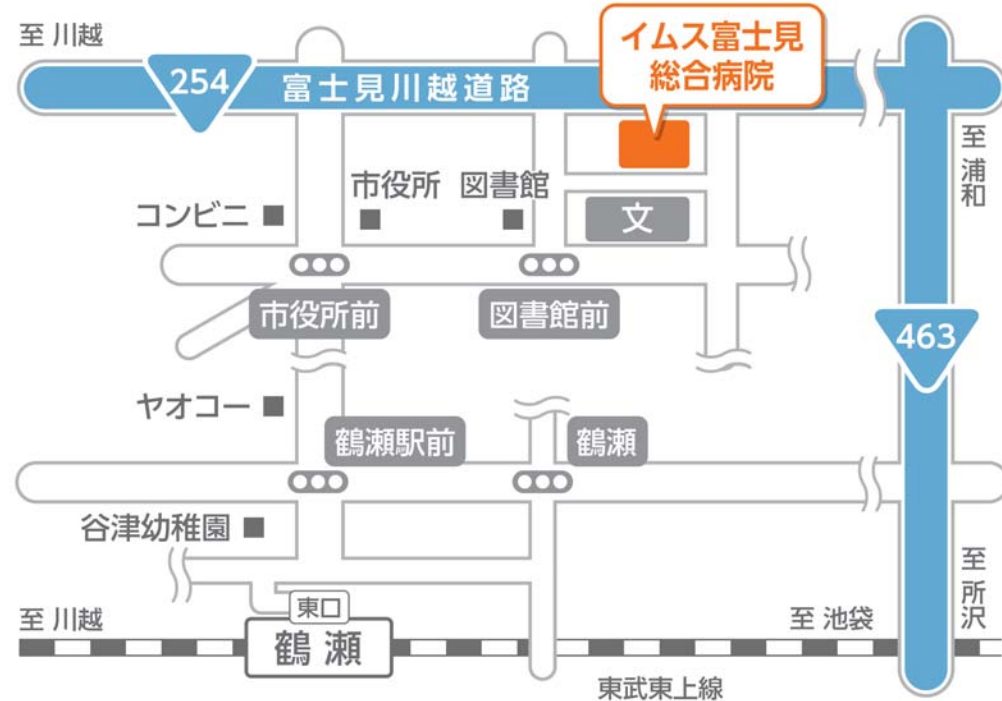 至 川越
イムス富士見
総合病院
254
富士見川越道路
至 浦和
市役所
図書館
コンビニ
文
市役所前
図書館前
463
ヤオコー
鶴瀬駅前
鶴瀬
谷津幼稚園
至 所沢
東口
至 川越
鶴瀬
至 池袋
東武東上線